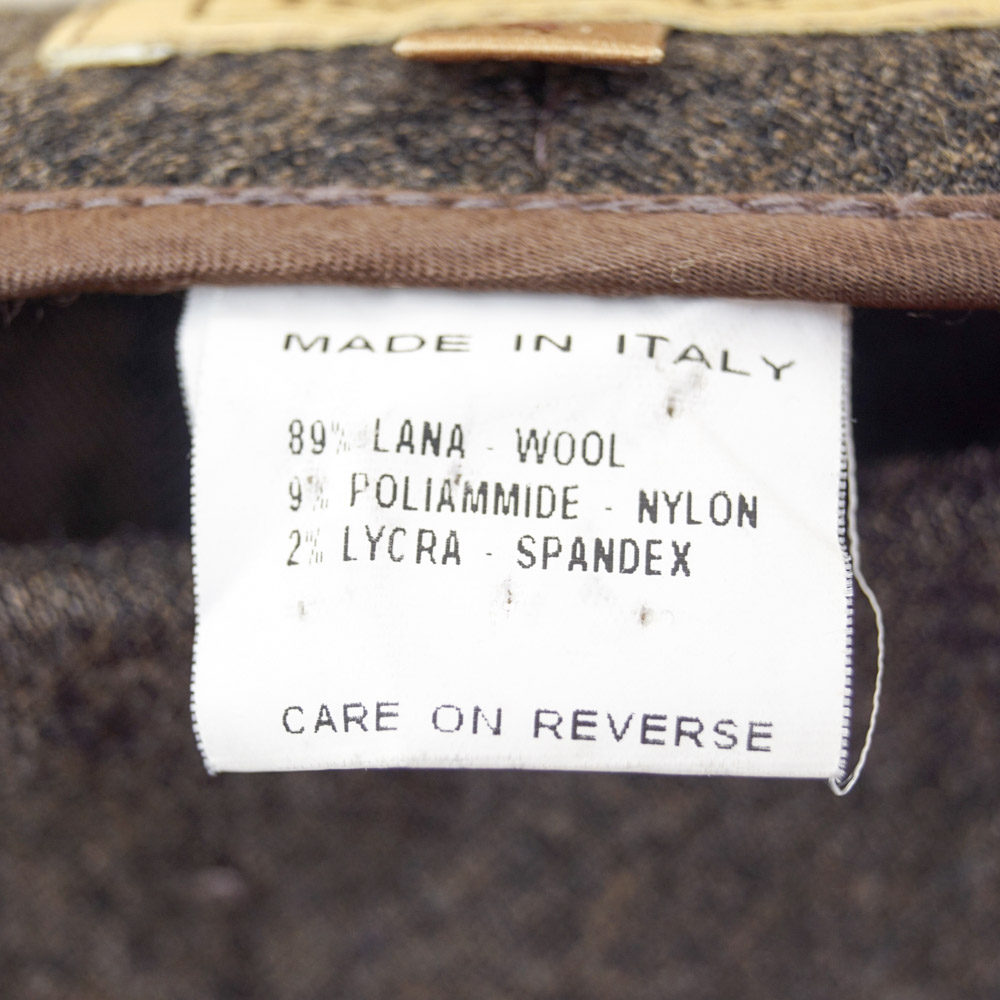 MADE IN ITALY
89% LANA - WOOL
9% POLIAMMIDE - NYLON
2% LYCRA - SPANDEX
CARE ON REVERSE